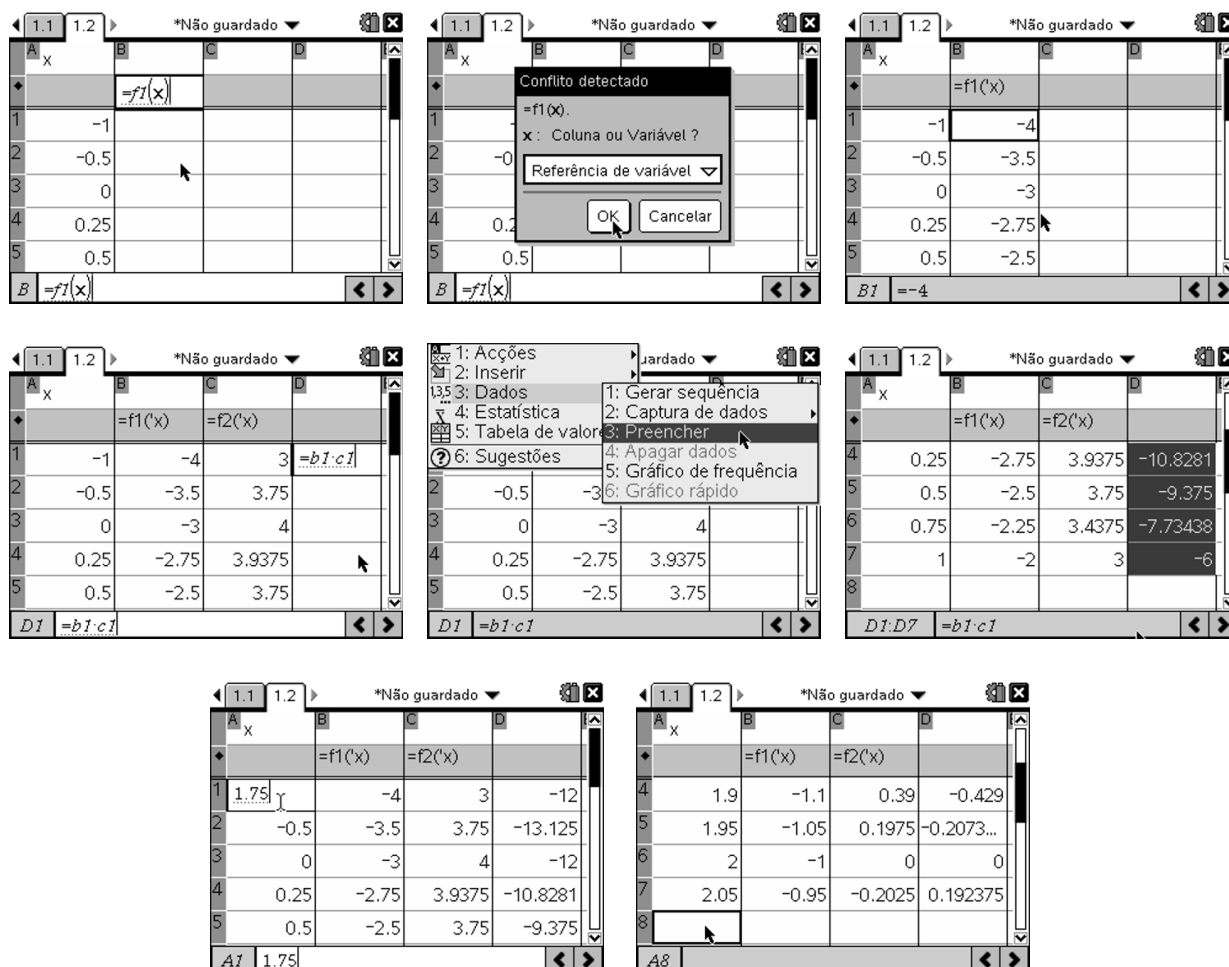 1.1 1.2 *Não guardado
A x B C D
=f1(x)
1 -1
2 -0.5
3 0
4 0.25
5 0.5
B =f1(x)
1.1 1.2 *Não guardado
A x B C D
Conflito detectado
=f1(x).
x : Coluna ou Variável ?
Referência de variável
OK Cancelar
1
2 -0
3
4 0.2
5 0.5
B =f1(x)
1.1 1.2 *Não guardado
A x B C D
=f1('x)
1 -1 -4
2 -0.5 -3.5
3 0 -3
4 0.25 -2.75
5 0.5 -2.5
B1 =-4
1.1 1.2 *Não guardado
A x B C D
=f1('x) =f2('x)
1 -1 -4 3 =b1·c1
2 -0.5 -3.5 3.75
3 0 -3 4
4 0.25 -2.75 3.9375
5 0.5 -2.5 3.75
D1 =b1·c1
1: Acções
2: Inserir
3: Dados
4: Estatística
5: Tabela de valore
6: Sugestões
uardado
1: Gerar sequência
2: Captura de dados
3: Preencher
4: Apagar dados
5: Gráfico de frequência
6: Gráfico rápido
2 -0.5 -3
3 0 -3 4
4 0.25 -2.75 3.9375
5 0.5 -2.5 3.75
D1 =b1·c1
1.1 1.2 *Não guardado
A x B C D
=f1('x) =f2('x)
4 0.25 -2.75 3.9375 -10.8281
5 0.5 -2.5 3.75 -9.375
6 0.75 -2.25 3.4375 -7.73438
7 1 -2 3 -6
8
D1:D7 =b1·c1
1.1 1.2 *Não guardado
A x B C D
=f1('x) =f2('x)
1 1.75 -4 3 -12
2 -0.5 -3.5 3.75 -13.125
3 0 -3 4 -12
4 0.25 -2.75 3.9375 -10.8281
5 0.5 -2.5 3.75 -9.375
A1 1.75
1.1 1.2 *Não guardado
A x B C D
=f1('x) =f2('x)
4 1.9 -1.1 0.39 -0.429
5 1.95 -1.05 0.1975 -0.2073...
6 2 -1 0 0
7 2.05 -0.95 -0.2025 0.192375
8
A8